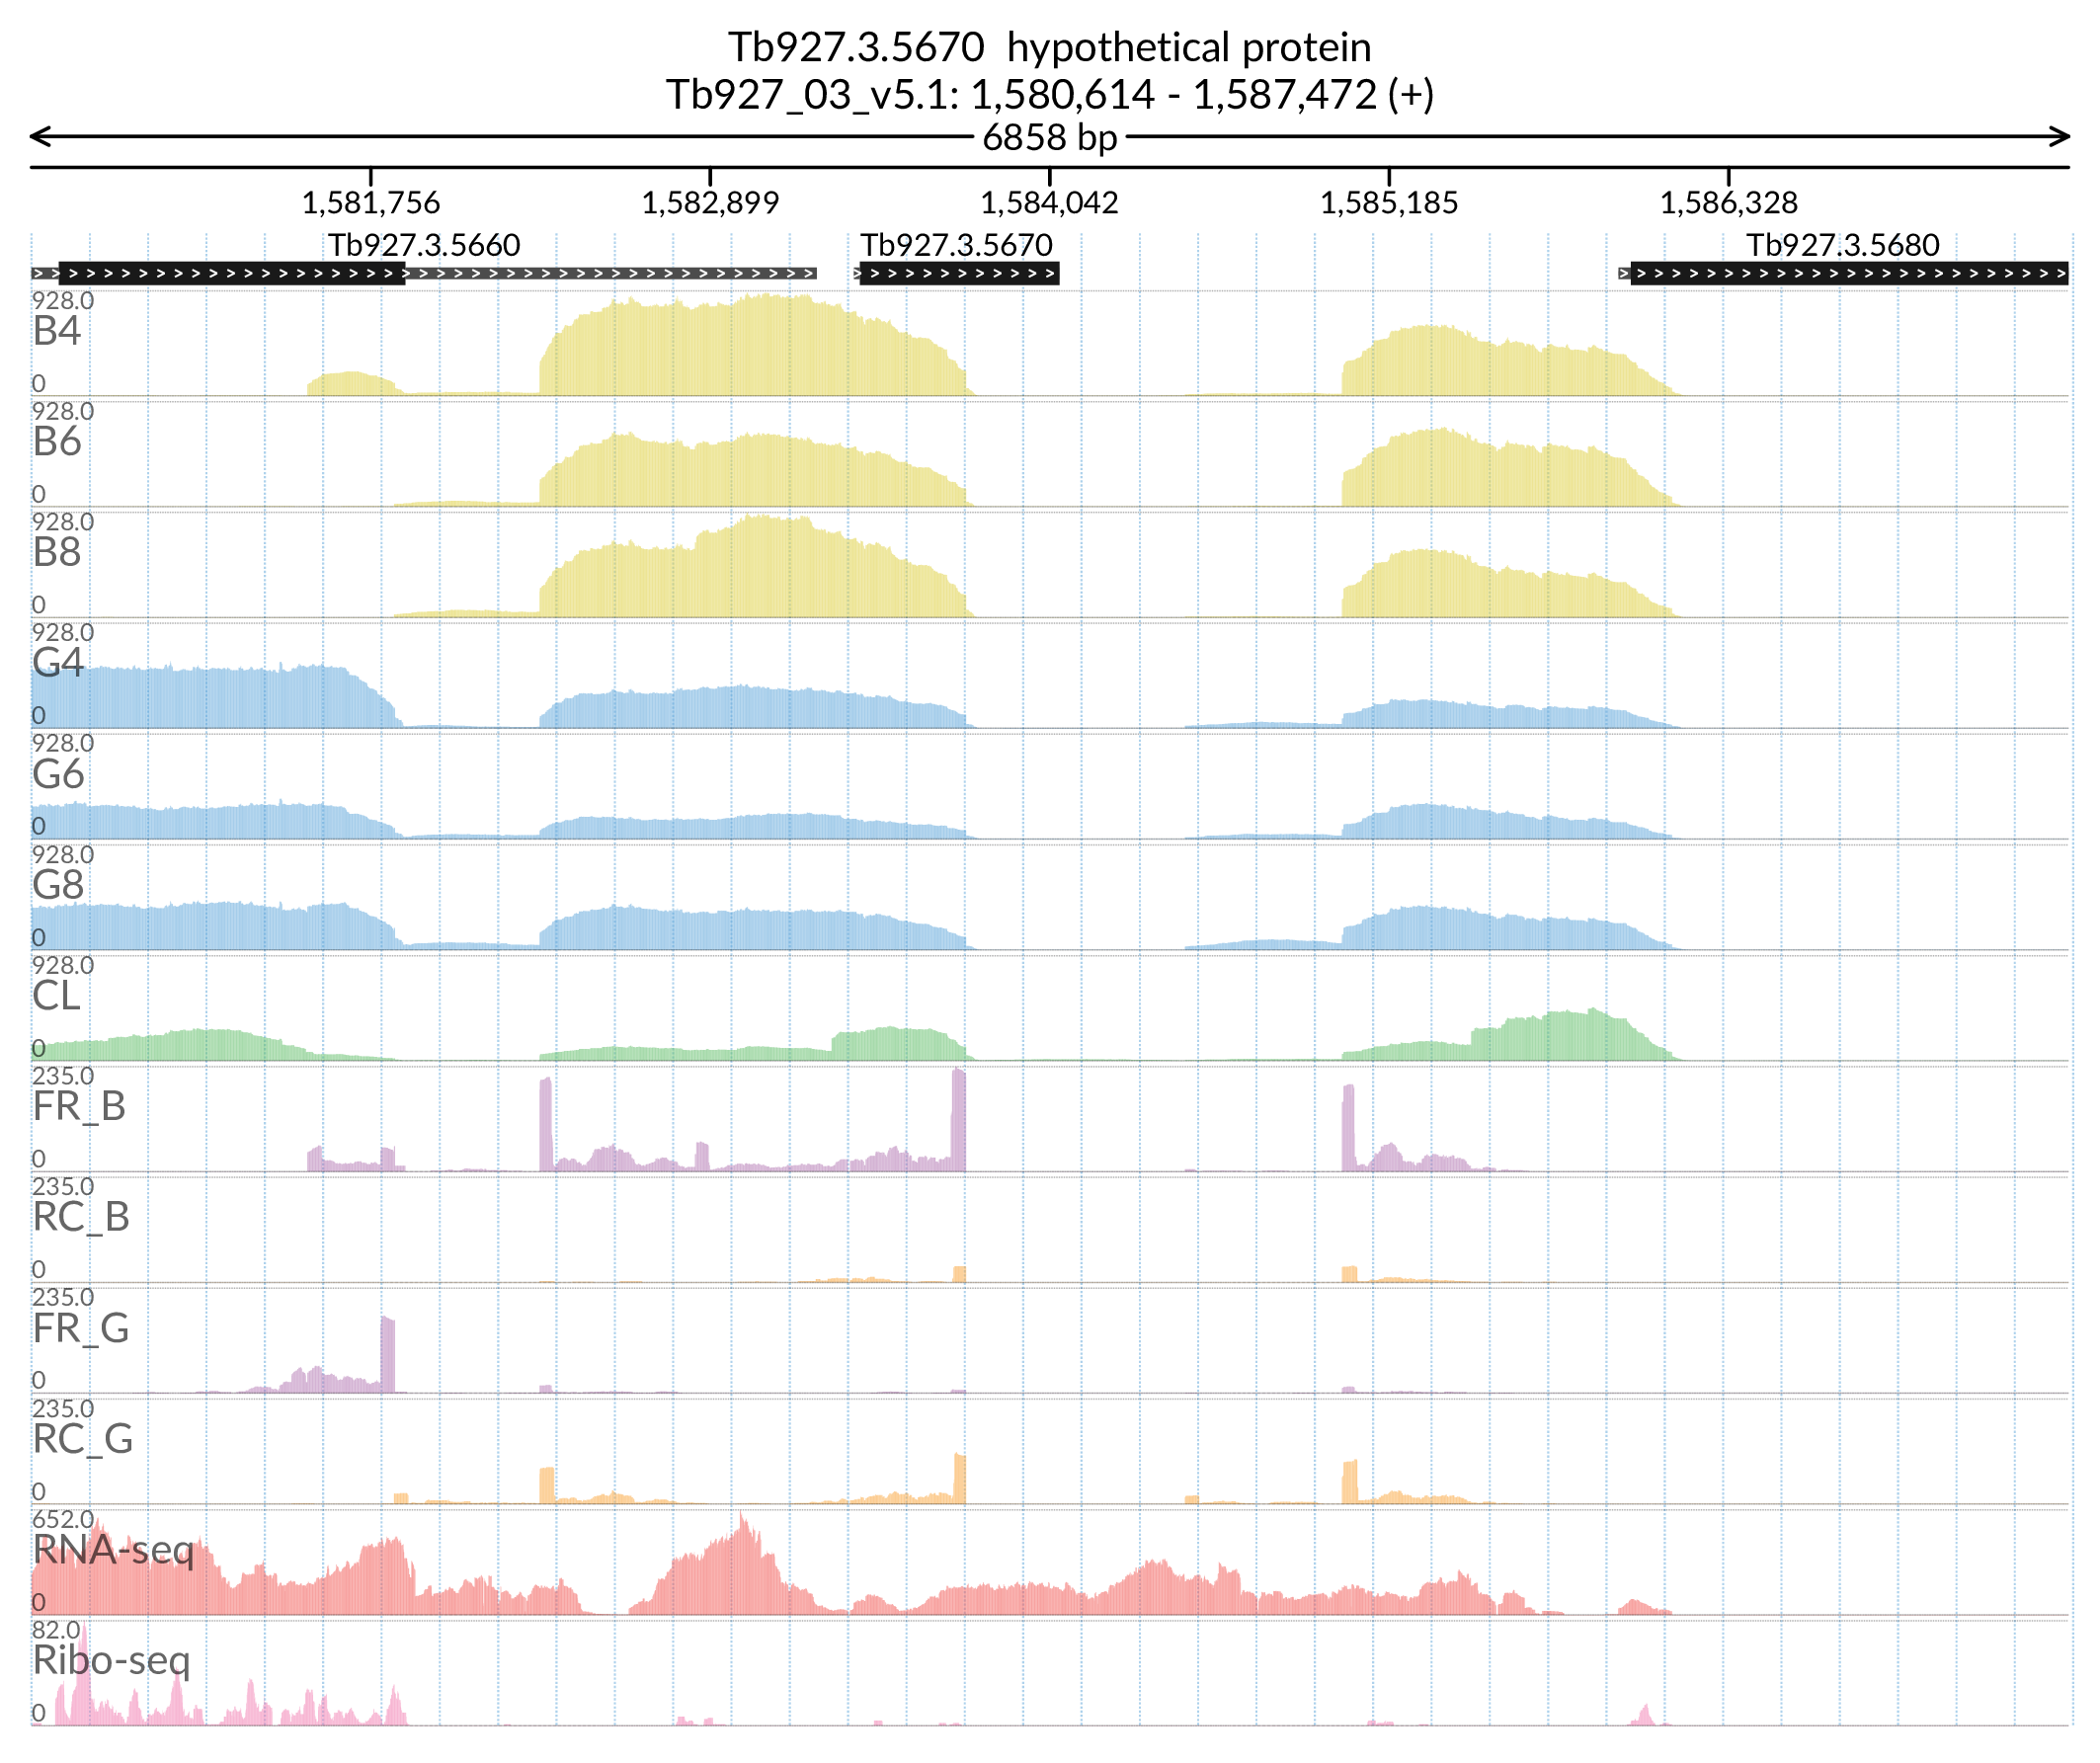 Tb927.3.5670 hypothetical protein
Tb927_03_v5.1: 1,580,614 - 1,587,472 (+)
6858 bp
1,581,756 1,582,899 1,584,042 1,585,185 1,586,328
Tb927.3.5660 Tb927.3.5670 Tb927.3.5680
928.0
B4
0
928.0
B6
0
928.0
B8
0
928.0
G4
0
928.0
G6
0
928.0
G8
0
928.0
CL
0
235.0
FR_B
0
235.0
RC_B
0
235.0
FR_G
0
235.0
RC_G
0
652.0
RNA-seq
0
82.0
Ribo-seq
0